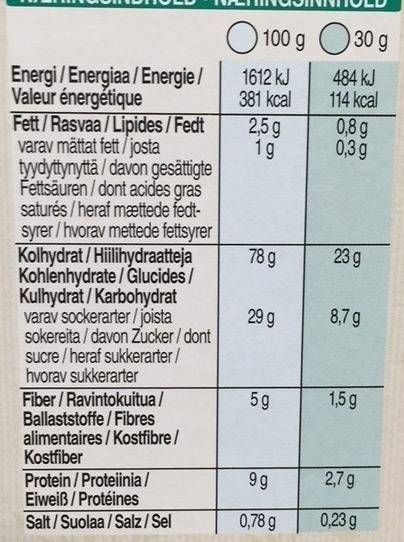 NÆRINGSINDHOLD • NÆRINGSINNHOLD
100 g 30 g
Energi / Energiaa / Energie / 1612 kJ 484 kJ
Valeur énergétique 381 kcal 114 kcal
Fett / Rasvaa / Lipides / Fedt 2,5 g 0,8 g
varav mättat fett / josta 1 g 0,3 g
tyydyttynyttä / davon gesättigte
Fettsäuren / dont acides gras
saturés / heraf mættede fedt-
syrer / hvorav mettede fettsyrer
Kolhydrat / Hiilihydraatteja 78 g 23 g
Kohlenhydrate / Glucides /
Kulhydrat / Karbohydrat
varav sockerarter / joista 29 g 8,7 g
sokereita / davon Zucker / dont
sucre / heraf sukkerarter /
hvorav sukkerarter
Fiber / Ravintokuitua / 5 g 1,5 g
Ballaststoffe / Fibres
alimentaires / Kostfibre /
Kostfiber
Protein / Proteiinia / 9 g 2,7 g
Eiweiß / Protéines
Salt / Suolaa / Salz / Sel 0,78 g 0,23 g